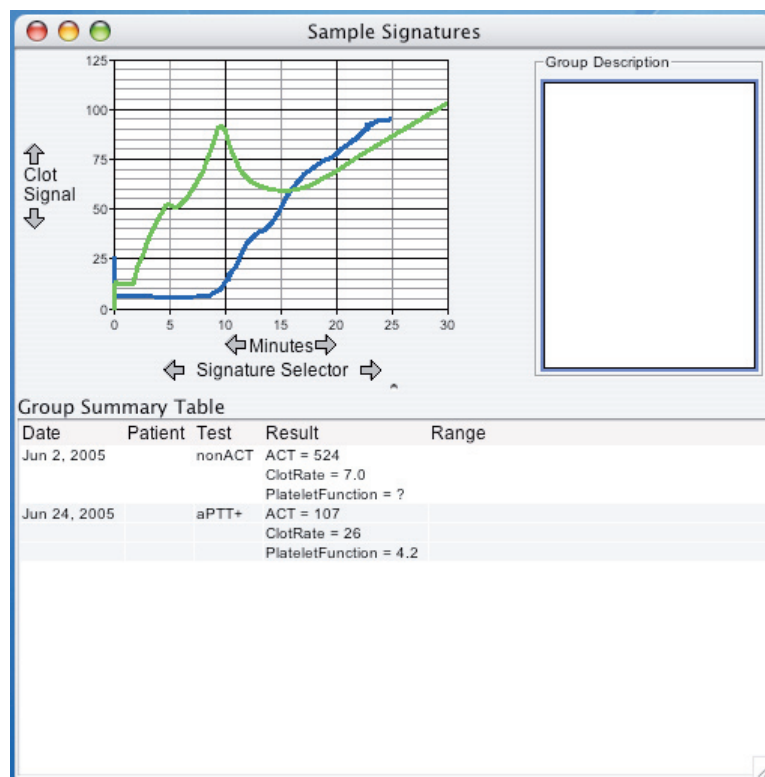 Sample Signatures
Group Description
125
100
75
50
25
0
Clot
Signal
0 5 10 15 20 25 30
Minutes
Signature Selector
Group Summary Table
Date Patient Test Result Range
Jun 2, 2005 nonACT ACT = 524
ClotRate = 7.0
PlateletFunction = ?
Jun 24, 2005 aPTT+ ACT = 107
ClotRate = 26
PlateletFunction = 4.2